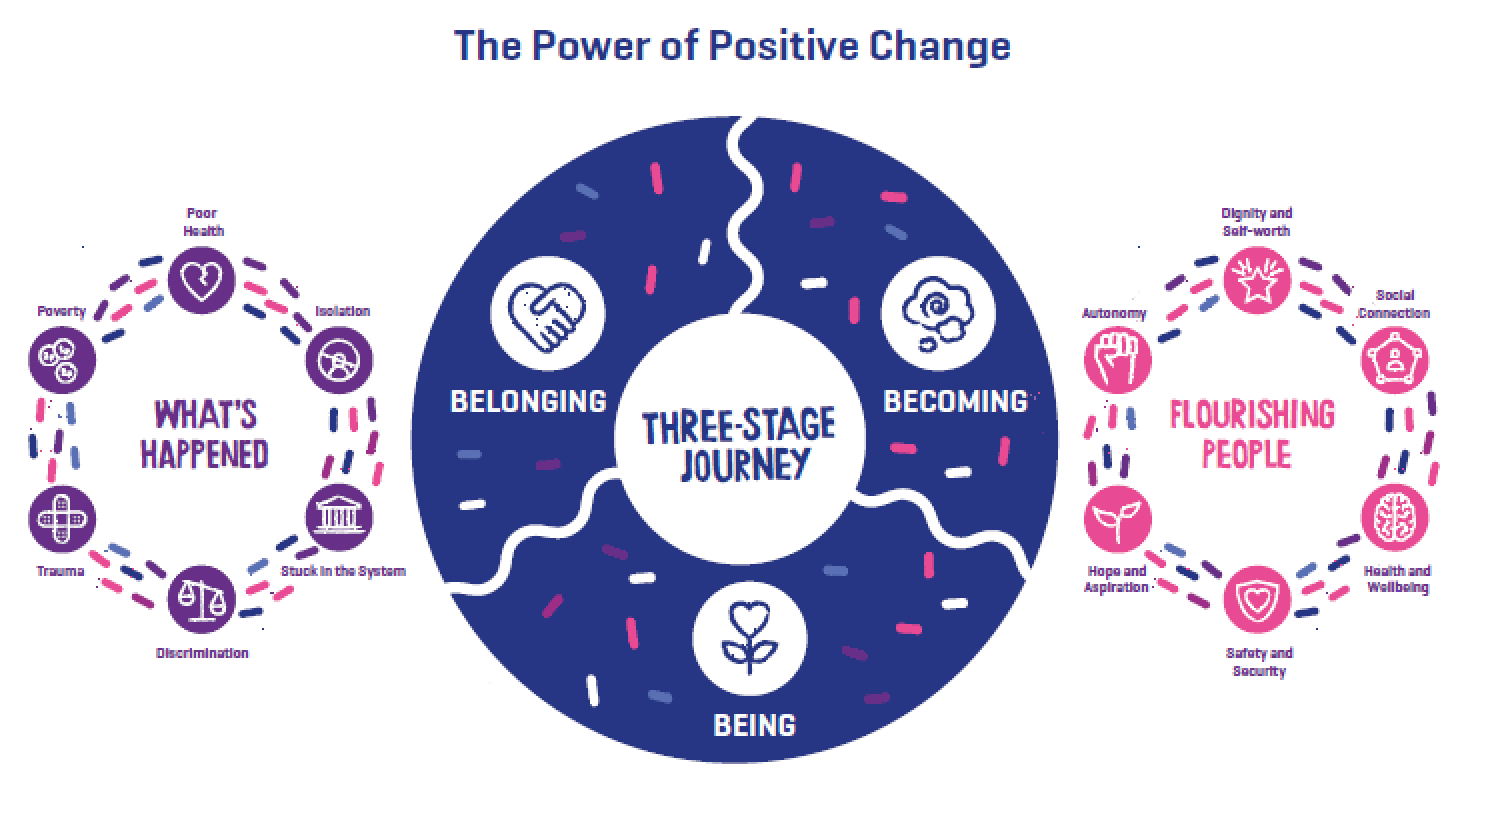 The Power of Positive Change
Poor
Health
Poverty
Isolation
WHAT'S
HAPPENED
Trauma
Stuck in the System
Discrimination
BELONGING
BECOMING
THREE-STAGE
JOURNEY
BEING
Dignity and
Self-worth
Social
Connection
Autonomy
FLOURISHING
PEOPLE
Hope and
Aspiration
Health and
Wellbeing
Safety and
Security